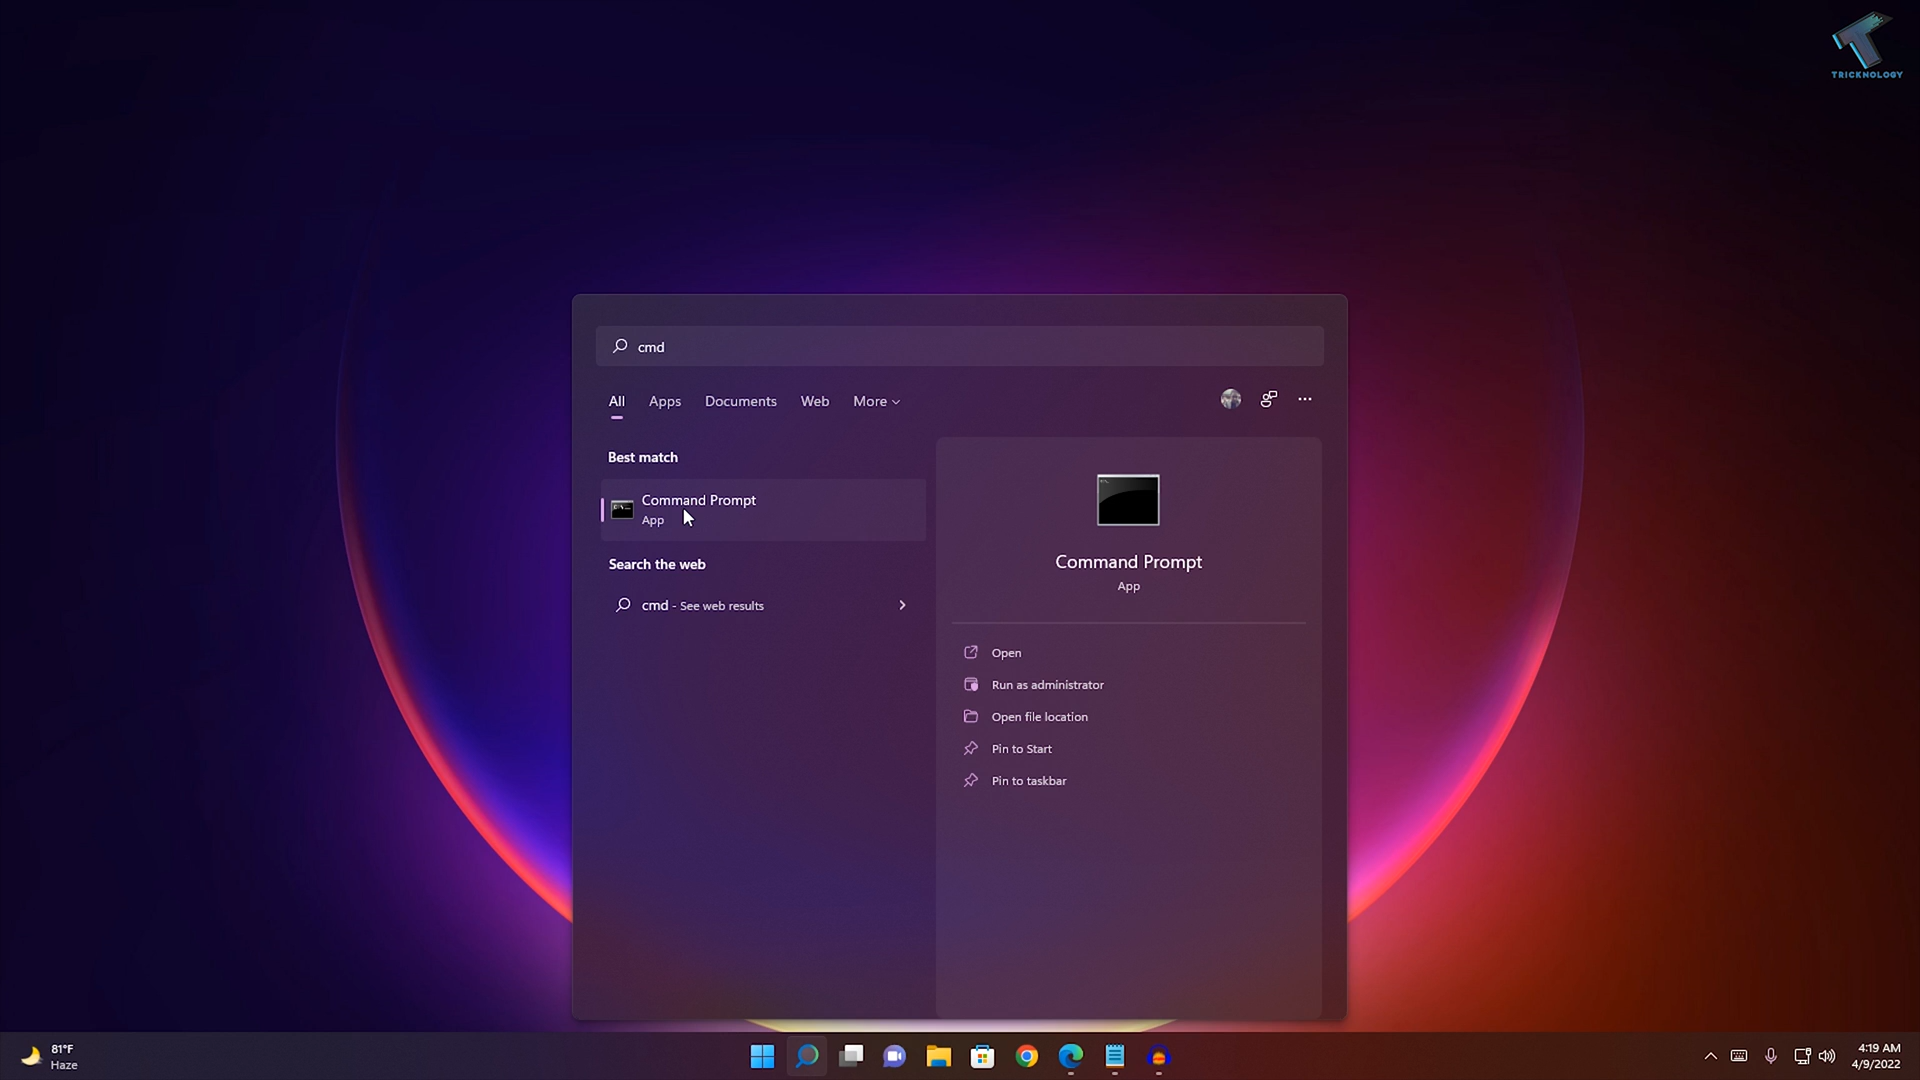 TRICKNOLOGY
cmd
All Apps Documents Web More
Best match
Command Prompt
App
Search the web
cmd - See web results
Command Prompt
App
Open
Run as administrator
Open file location
Pin to Start
Pin to taskbar
81°F
Haze
4:19 AM
4/9/2022